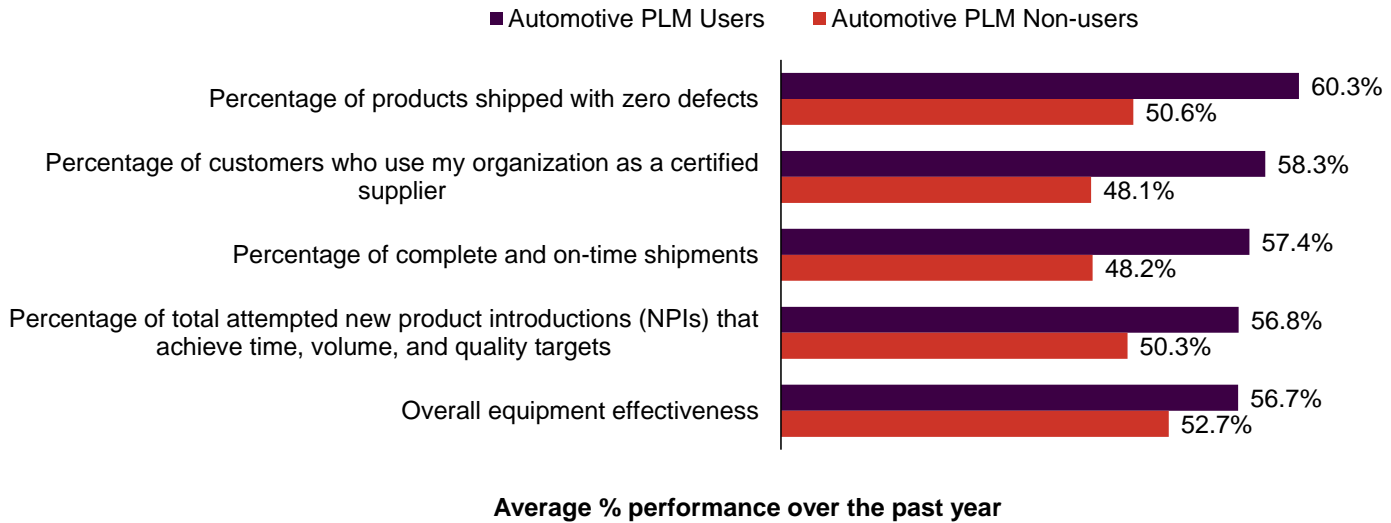 Automotive PLM Users Automotive PLM Non-users
Percentage of products shipped with zero defects
60.3%
50.6%
Percentage of customers who use my organization as a certified
supplier
58.3%
48.1%
Percentage of complete and on-time shipments
57.4%
48.2%
Percentage of total attempted new product introductions (NPIs) that
achieve time, volume, and quality targets
56.8%
50.3%
Overall equipment effectiveness
56.7%
52.7%
Average % performance over the past year